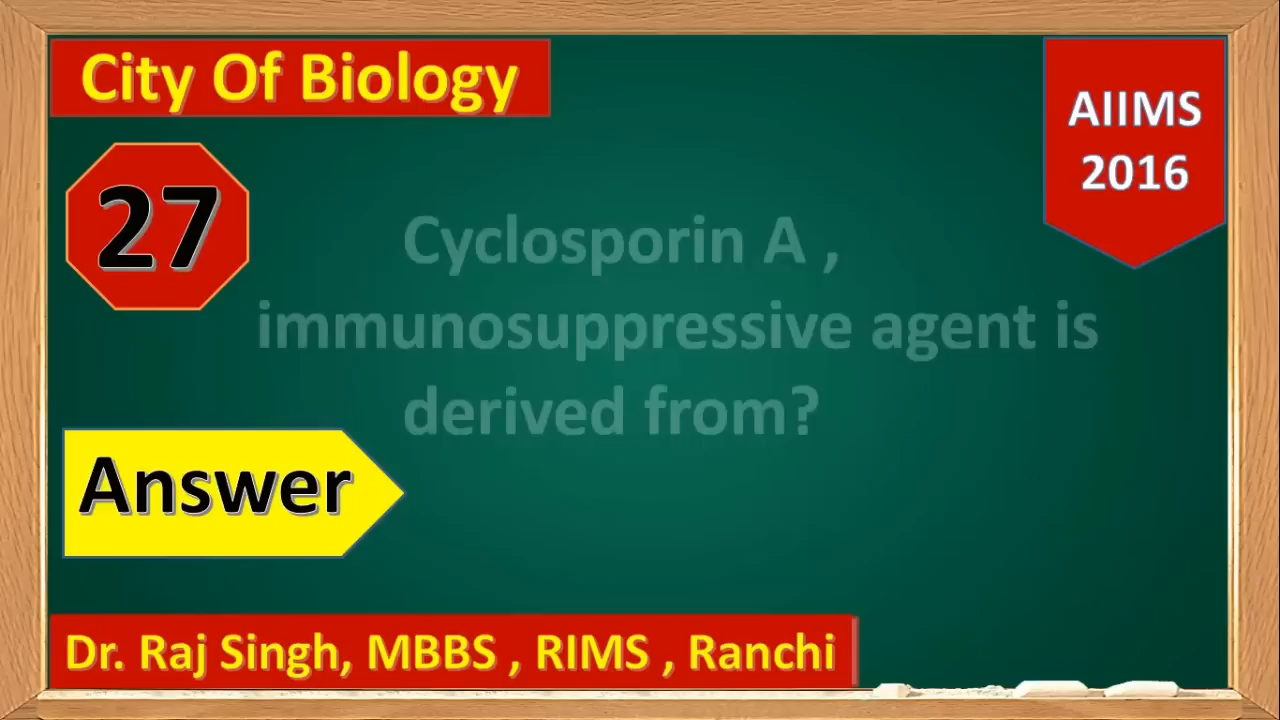 City Of Biology
AIIMS
2016
27
Cyclosporin A ,
immunosuppressive agent is
derived from?
Answer
Dr. Raj Singh, MBBS , RIMS , Ranchi